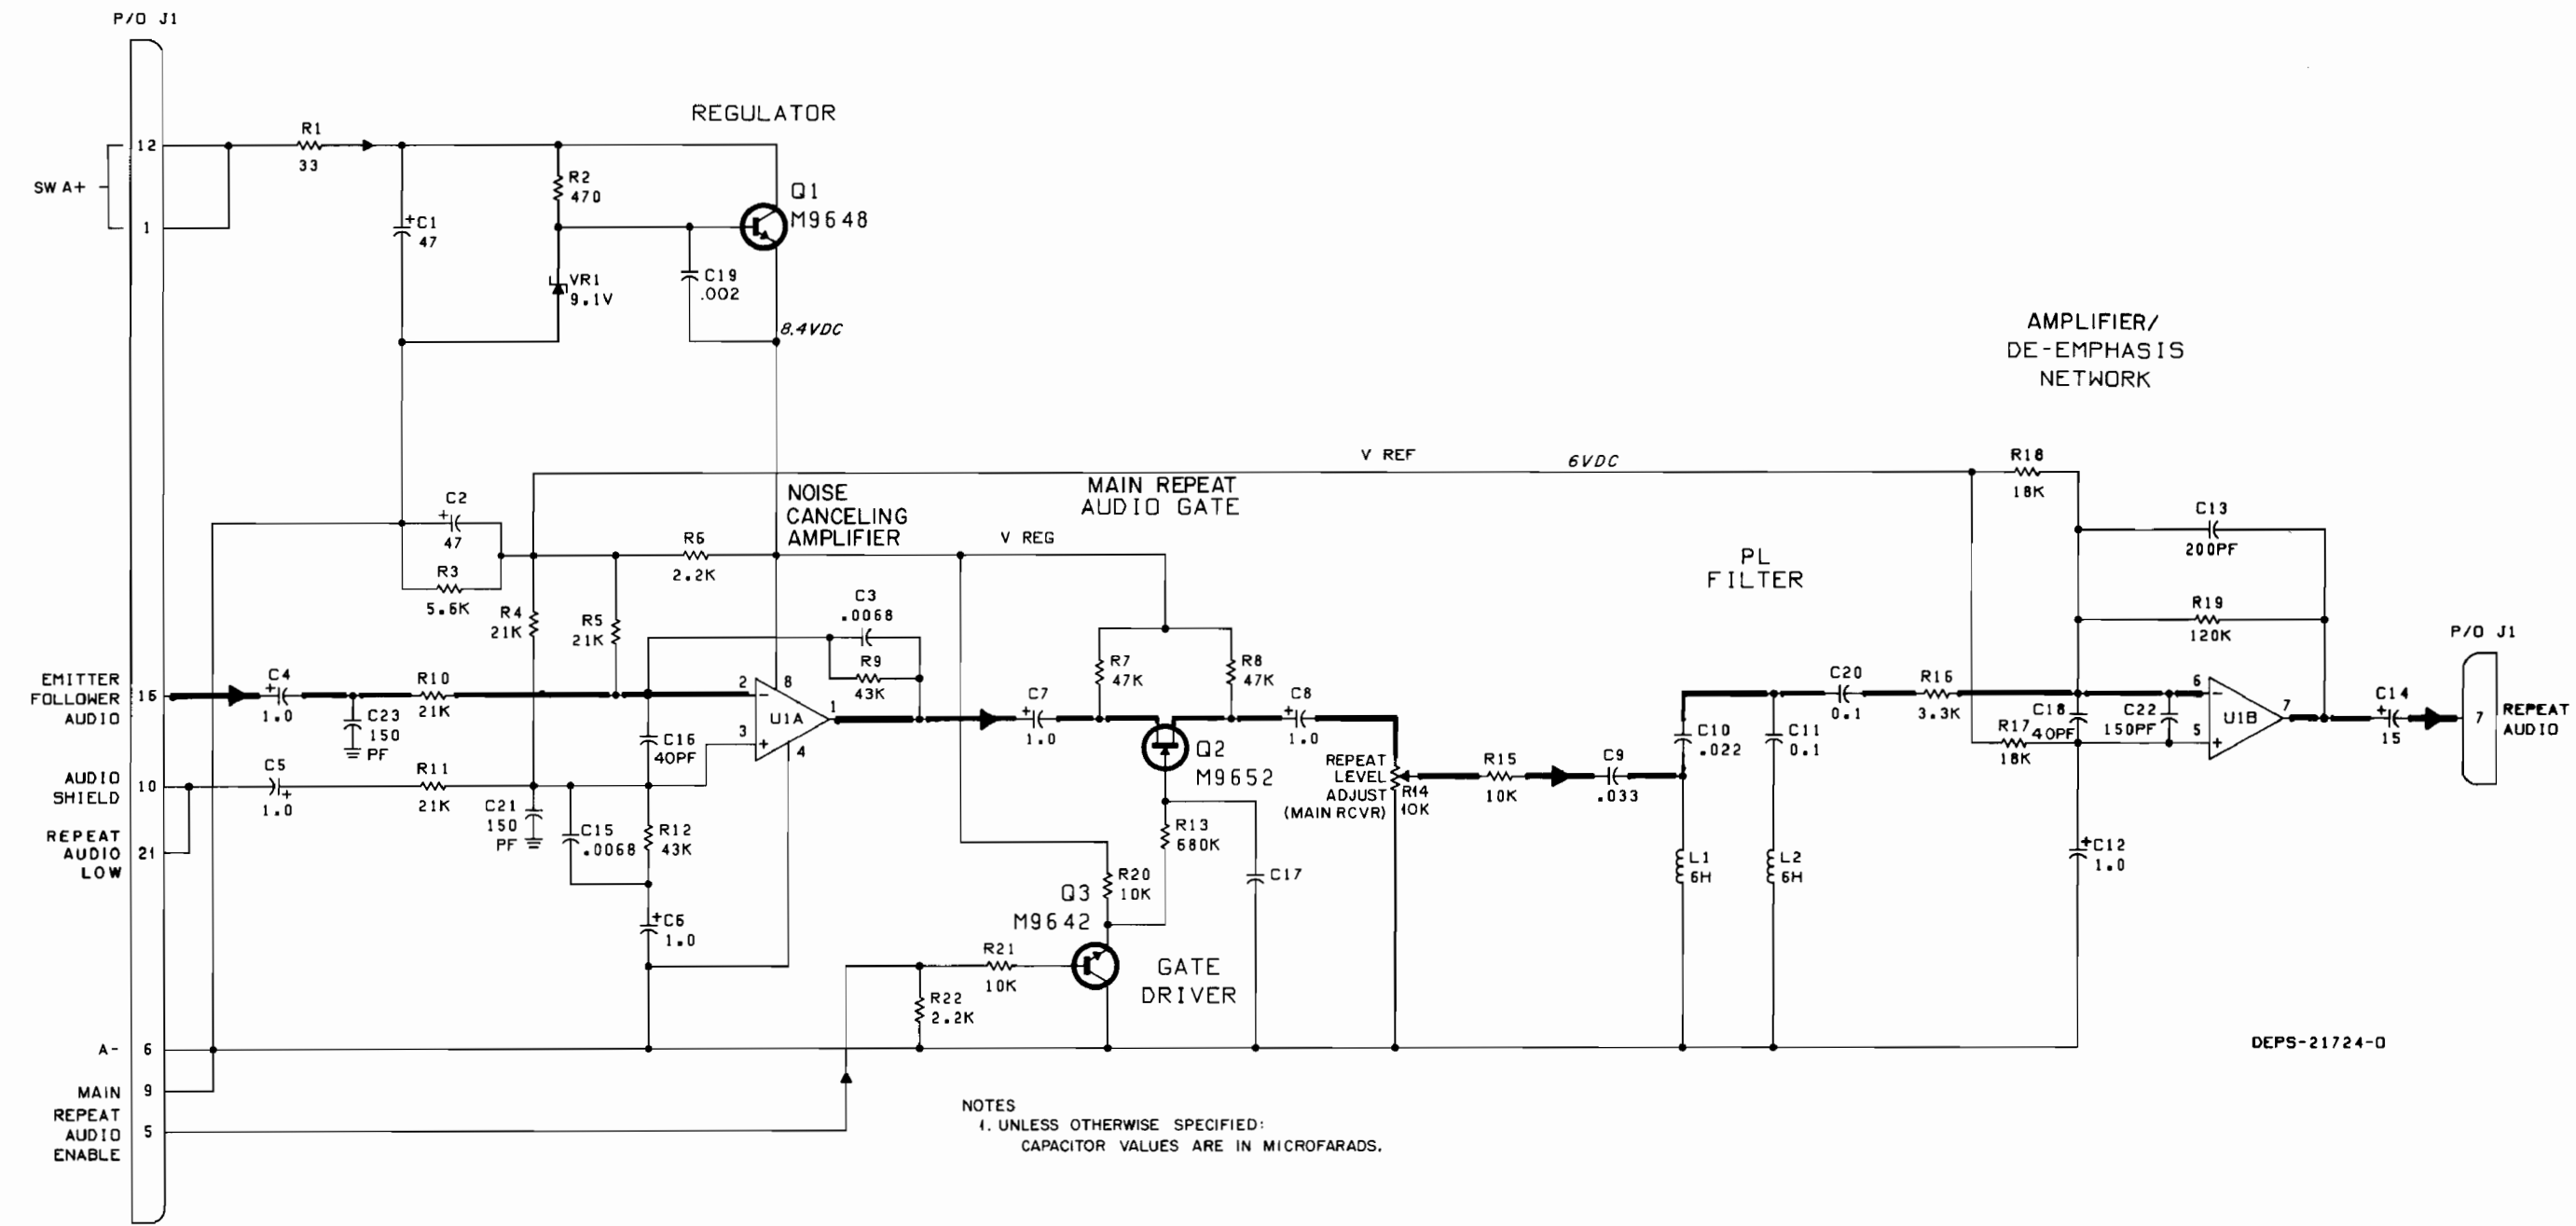 P/O J1
REGULATOR
12
R1
33
SW A+
1
+C1
47
R2
470
Q1
M9648
VR1
9.1V
C19
.002
8.4VDC
AMPLIFIER/
DE-EMPHASIS
NETWORK
V REF
6VDC
R18
18K
C2
+
47
R3
5.6K
R4
21K
R5
21K
R6
2.2K
NOISE
CANCELING
AMPLIFIER
V REG
MAIN REPEAT
AUDIO GATE
PL
FILTER
C13
200PF
R19
120K
C3
.0068
R9
43K
EMITTER
FOLLOWER
AUDIO
15
C4
+
1.0
C23
150
PF
R10
21K
2
−
8
U1A
1
3
+
4
C16
40PF
C7
+
1.0
R7
47K
R8
47K
C8
+
1.0
Q2
M9652
REPEAT
LEVEL
ADJUST
(MAIN RCVR)
R14
10K
R15
10K
C9
.033
C10
.022
C11
0.1
C20
0.1
R16
3.3K
R17
18K
C18
40PF
C22
150PF
6
−
5
+
U1B
7
C14
+
15
P/O J1
7
REPEAT
AUDIO
AUDIO
SHIELD
10
C5
+
1.0
R11
21K
C21
150
PF
C15
.0068
R12
43K
REPEAT
AUDIO
LOW
21
+C6
1.0
R13
680K
C17
R20
10K
Q3
M9642
R21
10K
GATE
DRIVER
R22
2.2K
L1
6H
L2
6H
+C12
1.0
A-
6
MAIN
REPEAT
AUDIO
ENABLE
9
5
DEPS-21724-O
NOTES
1. UNLESS OTHERWISE SPECIFIED:
CAPACITOR VALUES ARE IN MICROFARADS.